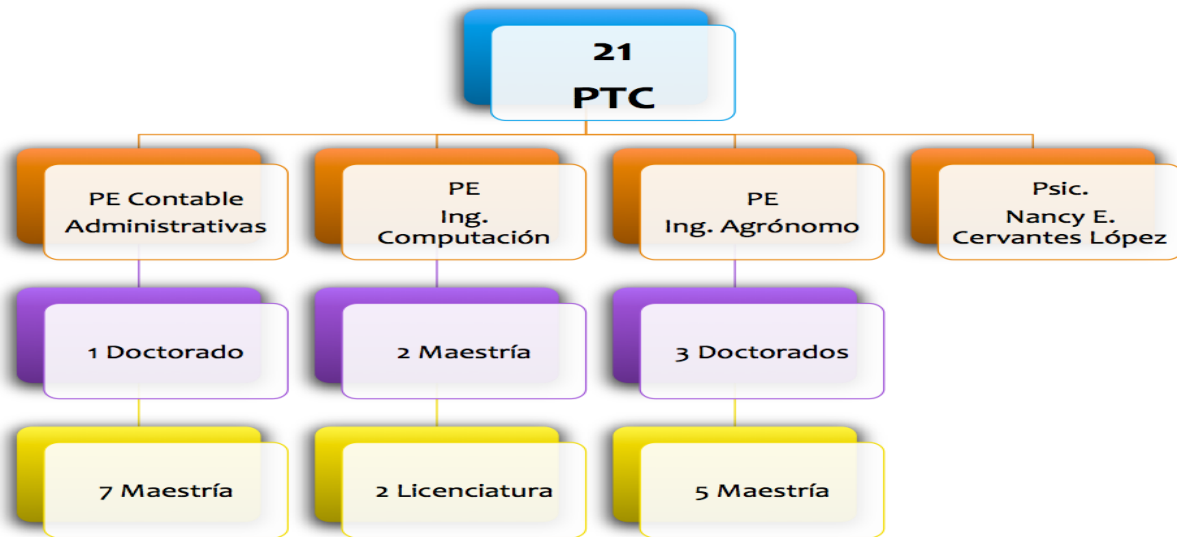 21
PTC
PE Contable
Administrativas
PE
Ing.
Computación
PE
Ing. Agrónomo
Psic.
Nancy E.
Cervantes López
1 Doctorado
2 Maestría
3 Doctorados
7 Maestría
2 Licenciatura
5 Maestría